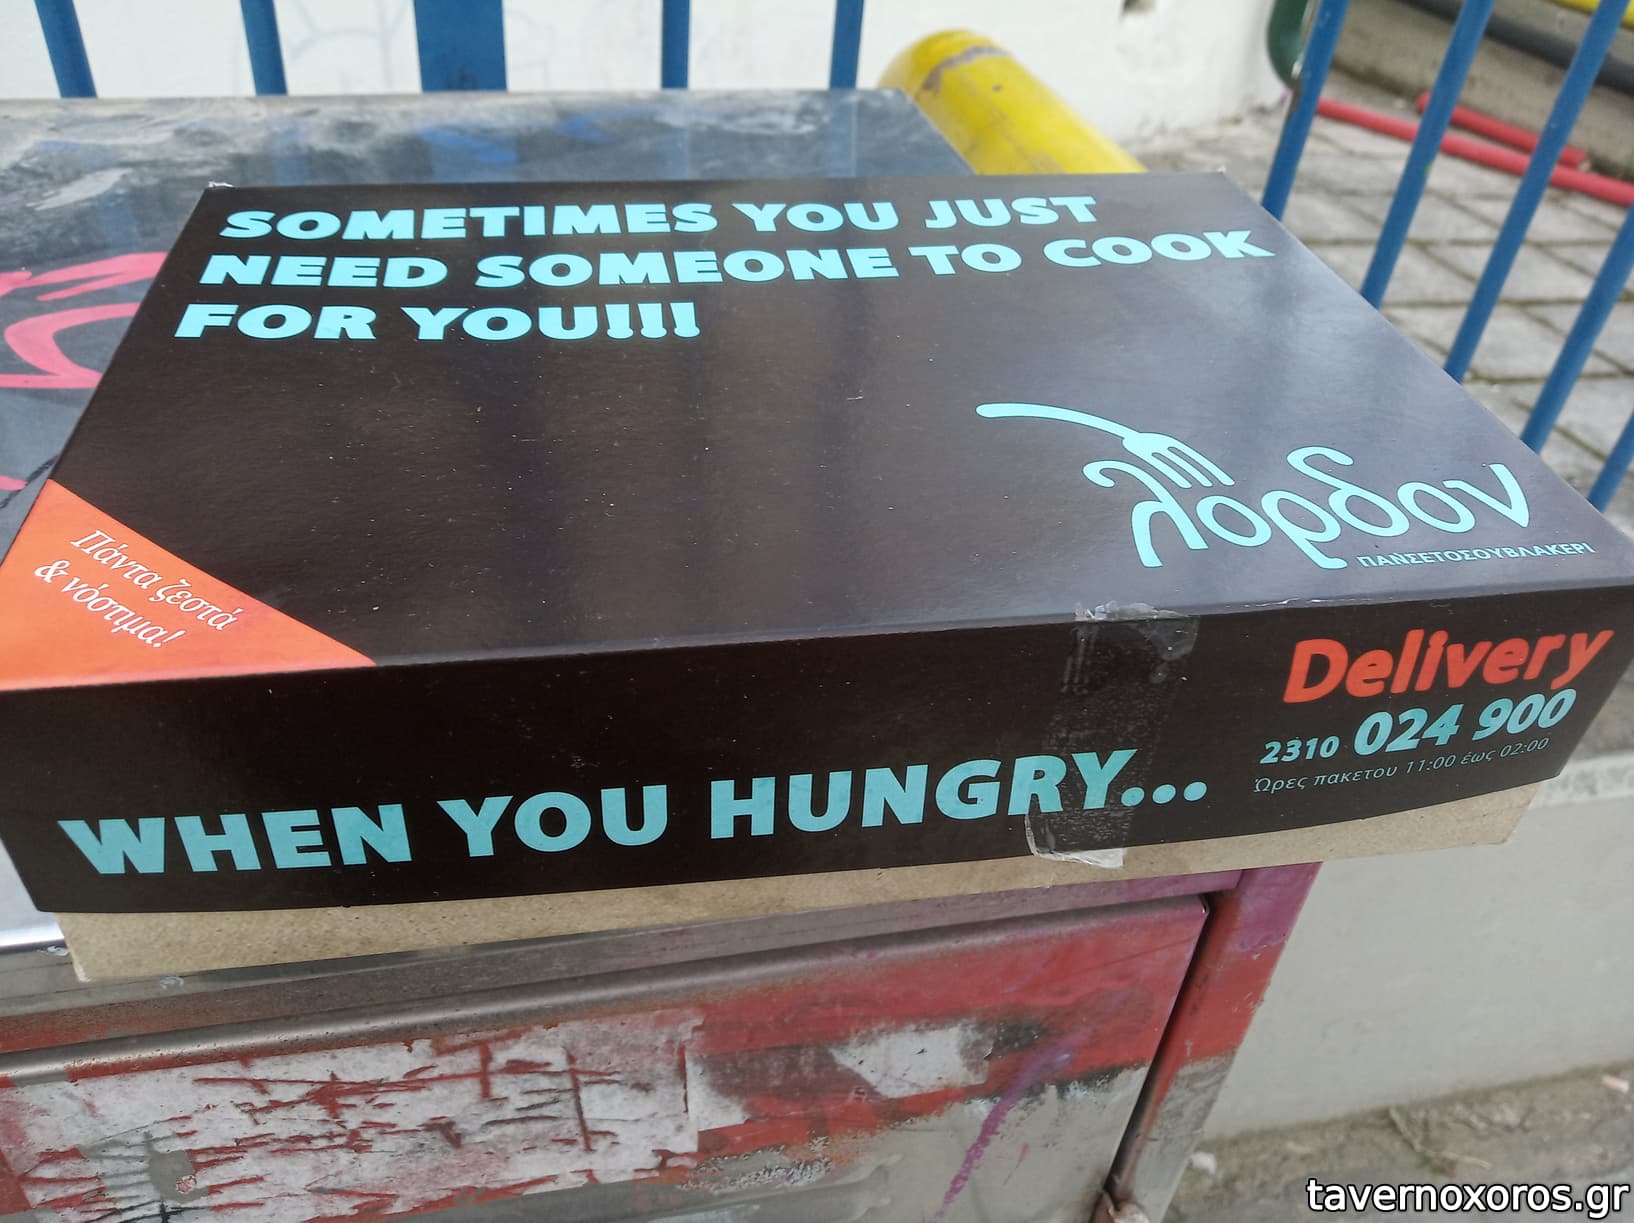 SOMETIMES YOU JUST
NEED SOMEONE TO COOK
FOR YOU!!!
λορδον
ΠΑΝΣΕΤΟΣΟΥΒΛΑΚΕΡΙ
Πάντα ζεστά
& νόστιμα!
WHEN YOU HUNGRY...
Delivery
2310 024 900
Ώρες πακετου 11:00 έως 02:00
tavernoxoros.gr